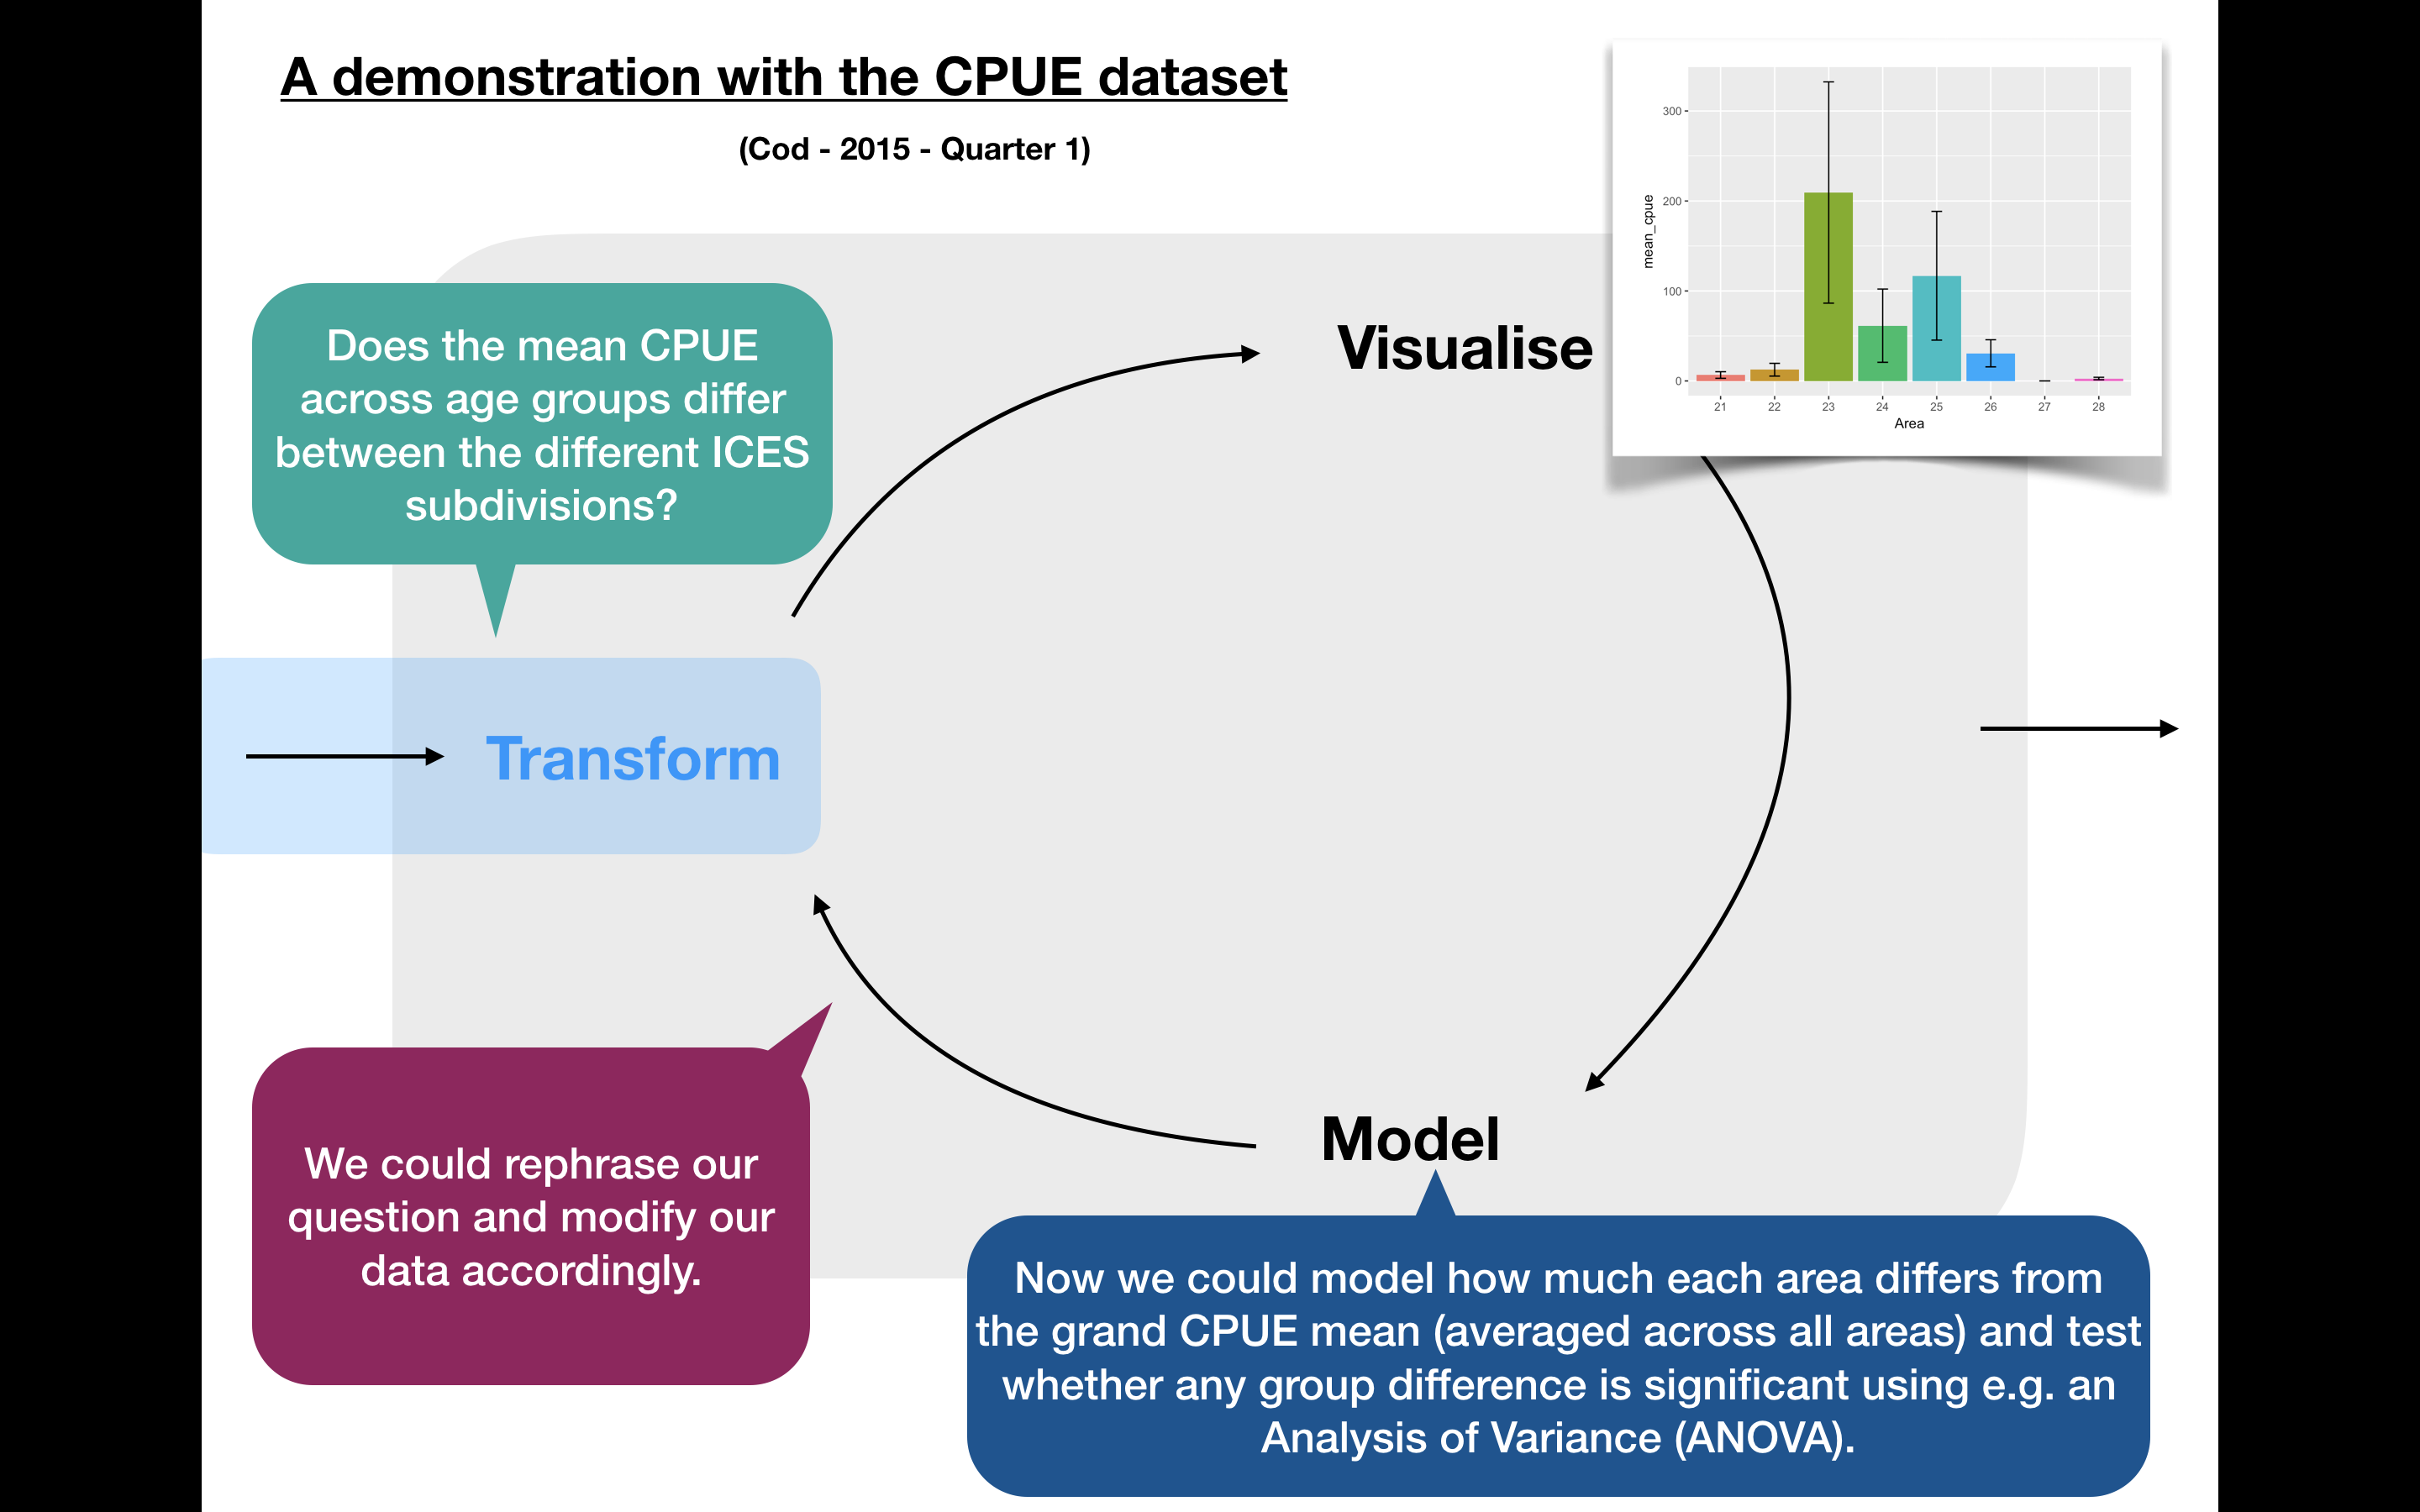 A demonstration with the CPUE dataset
(Cod - 2015 - Quarter 1)
300
200
100
0
mean_cpue
21 22 23 24 25 26 27 28
Area
Does the mean CPUE
across age groups differ
between the different ICES
subdivisions?
Visualise
Transform
We could rephrase our
question and modify our
data accordingly.
Model
Now we could model how much each area differs from
the grand CPUE mean (averaged across all areas) and test
whether any group difference is significant using e.g. an
Analysis of Variance (ANOVA).